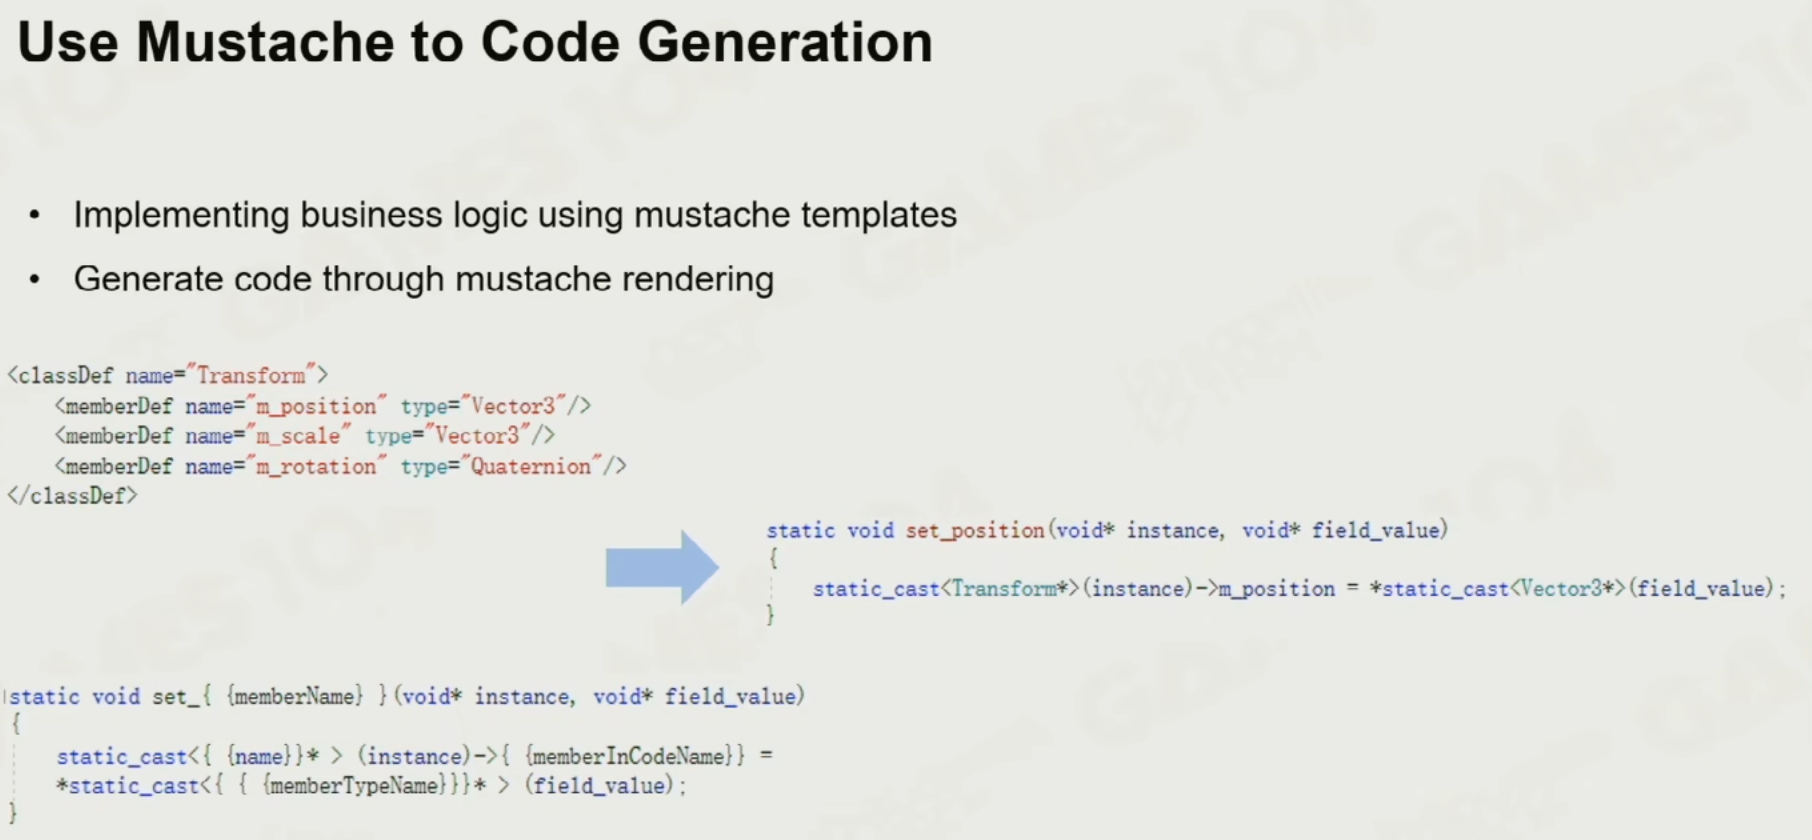 Use Mustache to Code Generation
• Implementing business logic using mustache templates
• Generate code through mustache rendering
<classDef name="Transform">
<memberDef name="m_position" type="Vector3"/>
<memberDef name="m_scale" type="Vector3"/>
<memberDef name="m_rotation" type="Quaternion"/>
</classDef>
static void set_position(void* instance, void* field_value)
{
static_cast<Transform*>(instance)->m_position = *static_cast<Vector3*>(field_value);
}
static void set_{ {memberName} }(void* instance, void* field_value)
{
static_cast<{ {name}}* > (instance)->{ {memberInCodeName}} =
*static_cast<{ { {memberTypeName}}}* > (field_value);
}